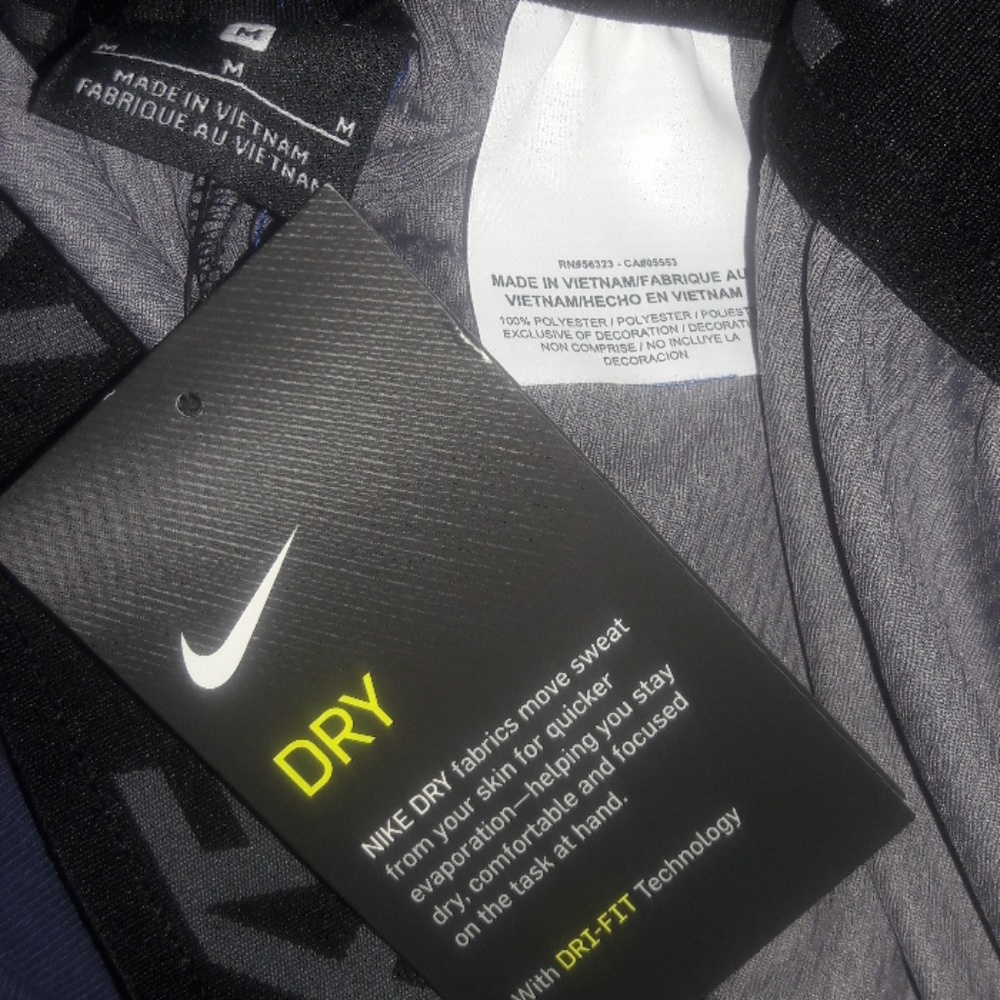 M
M
M
M
MADE IN VIETNAM
FABRIQUE AU VIETNAM
RN#56323 - CA#05553
MADE IN VIETNAM/FABRIQUE AU
VIETNAM/HECHO EN VIETNAM
100% POLYESTER / POLYESTER / POLIEST
EXCLUSIVE OF DECORATION / DECORATI
NON COMPRISE / NO INCLUYE LA
DECORACION
DRY
NIKE DRY fabrics move sweat
from your skin for quicker
evaporation—helping you stay
dry, comfortable and focused
on the task at hand.
With DRI-FIT Technology